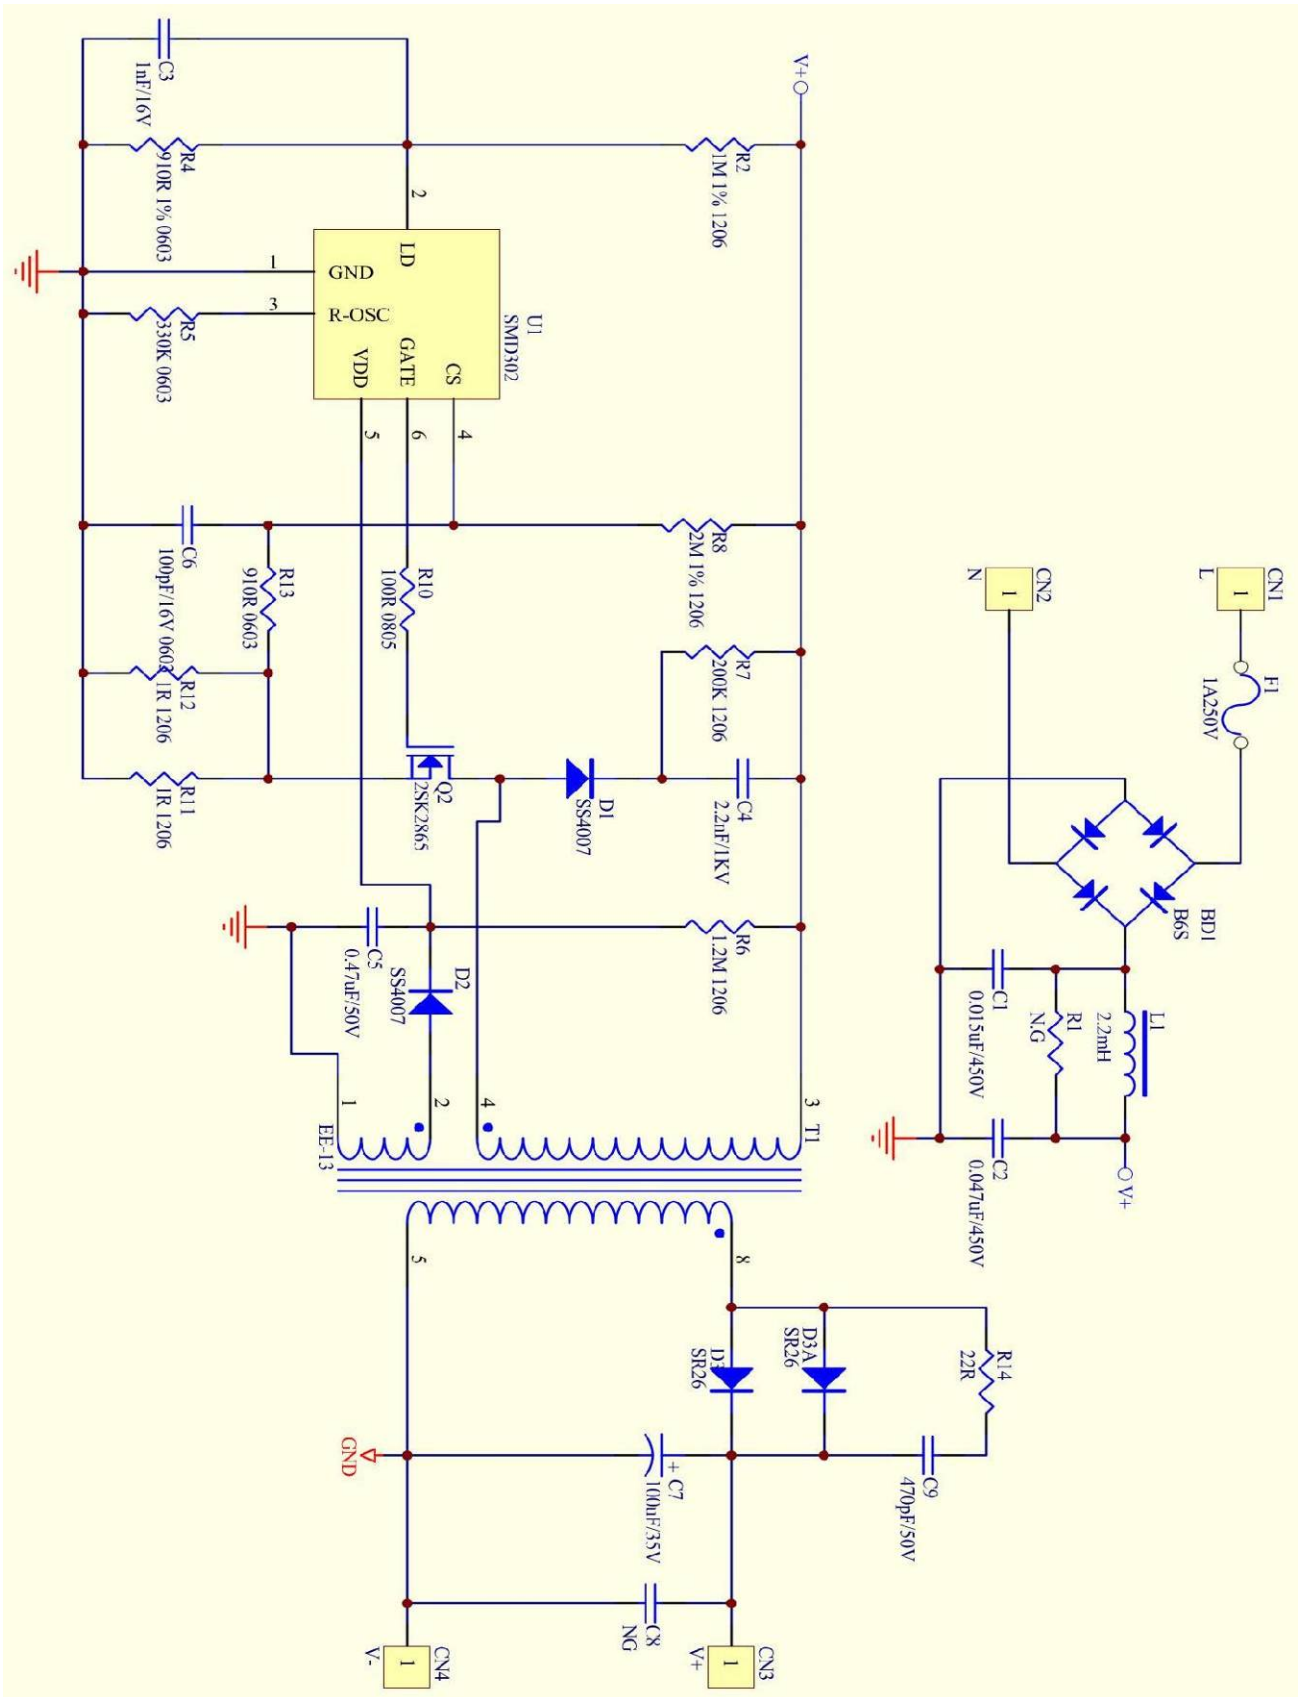 CN1
L
1
F1
1A250V
CN2
N
1
BD1
B6S
L1
2.2mH
R1
N.G
C1
0.015uF/450V
C2
0.047uF/450V
V+
V+
R2
1M 1% 1206
R8
2M 1% 1206
R7
200K 1206
C4
2.2nF/1KV
D1
SS4007
R6
1.2M 1206
3
T1
4
2
1
EE-13
U1
SMD302
LD
GND
R-OSC
VDD
GATE
CS
2
1
3
5
6
4
C3
1nF/16V
R4
910R 1% 0603
R5
330K 0603
R10
100R 0805
Q2
2SK2865
R13
910R 0603
C6
100pF/16V 0603
R12
1R 1206
R11
1R 1206
D2
SS4007
C5
0.47uF/50V
8
5
R14
22R
D3A
SR26
SR26
C9
470pF/50V
+ C7
100uF/35V
C8
NG
GND
CN3
V+
1
CN4
V-
1